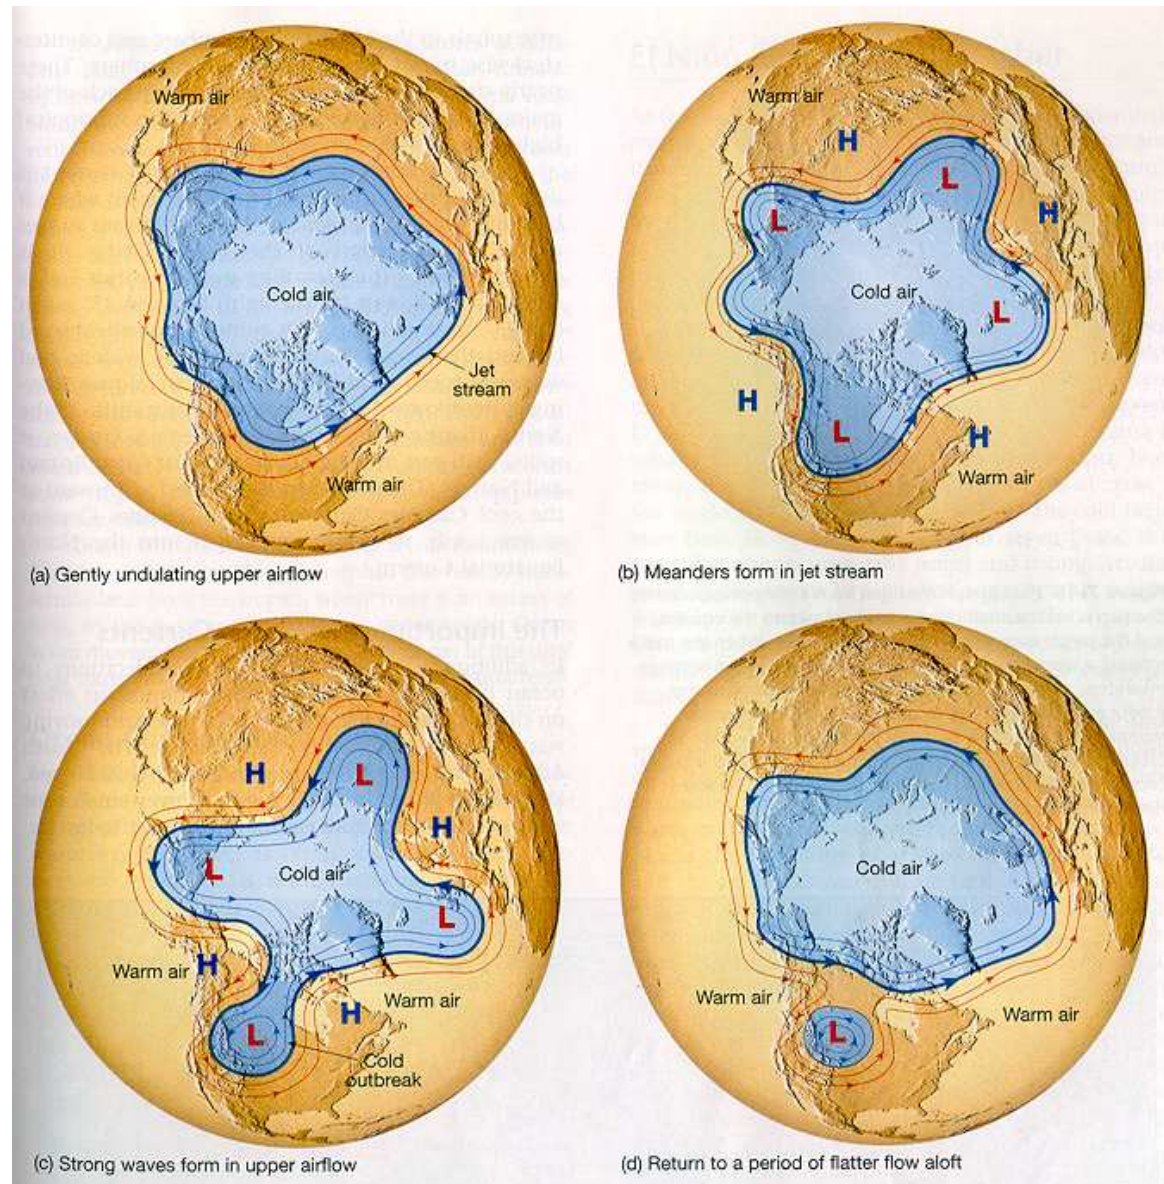 Warm air
Cold air
Jet
stream
Warm air
(a) Gently undulating upper airflow
Warm air
H
L
L
H
Cold air
L
H
L
H
Warm air
(b) Meanders form in jet stream
H
L
H
L
Cold air
L
Warm air
H
Warm air
H
L
Cold
outbreak
(c) Strong waves form in upper airflow
Cold air
Warm air
Warm air
L
(d) Return to a period of flatter flow aloft